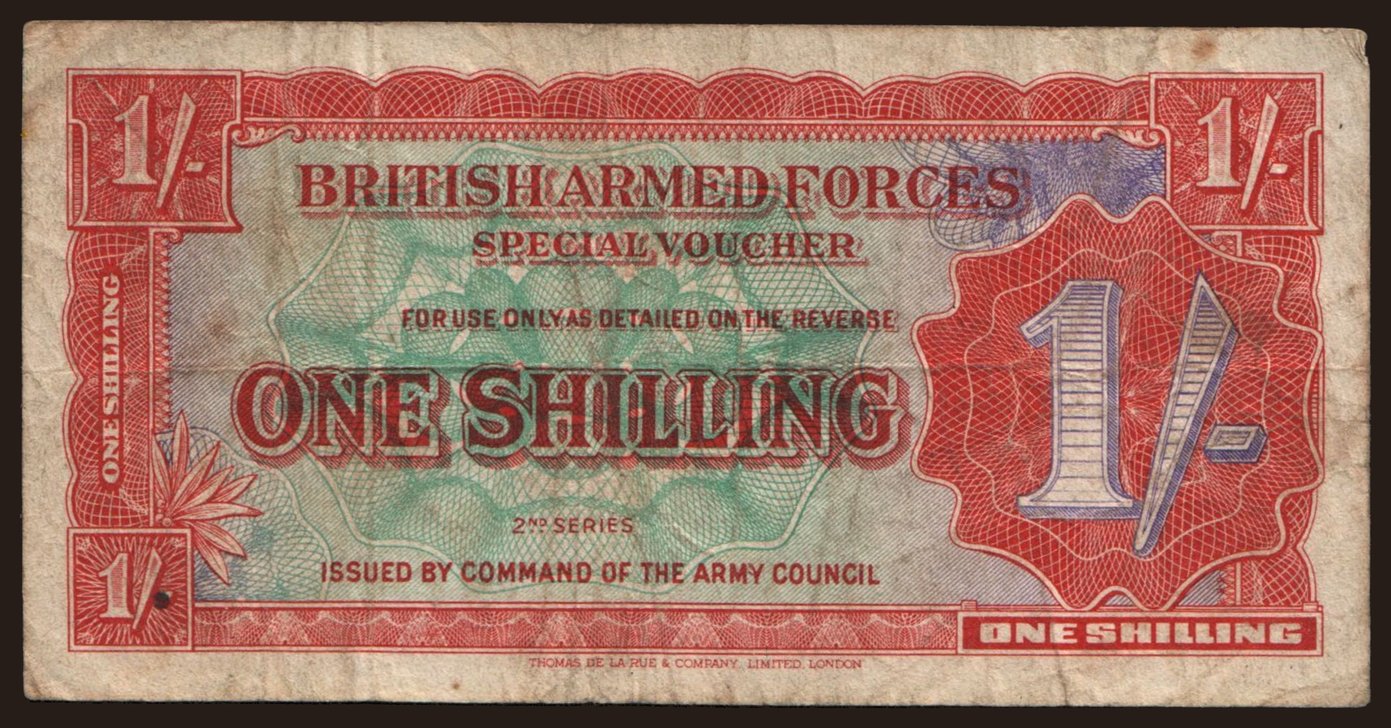 1/-
1/-
BRITISH ARMED FORCES
SPECIAL VOUCHER
FOR USE ONLY AS DETAILED ON THE REVERSE
ONE SHILLING
ONE SHILLING
1/-
2ND SERIES
ISSUED BY COMMAND OF THE ARMY COUNCIL
1/-
ONE SHILLING
THOMAS DE LA RUE & COMPANY, LIMITED, LONDON